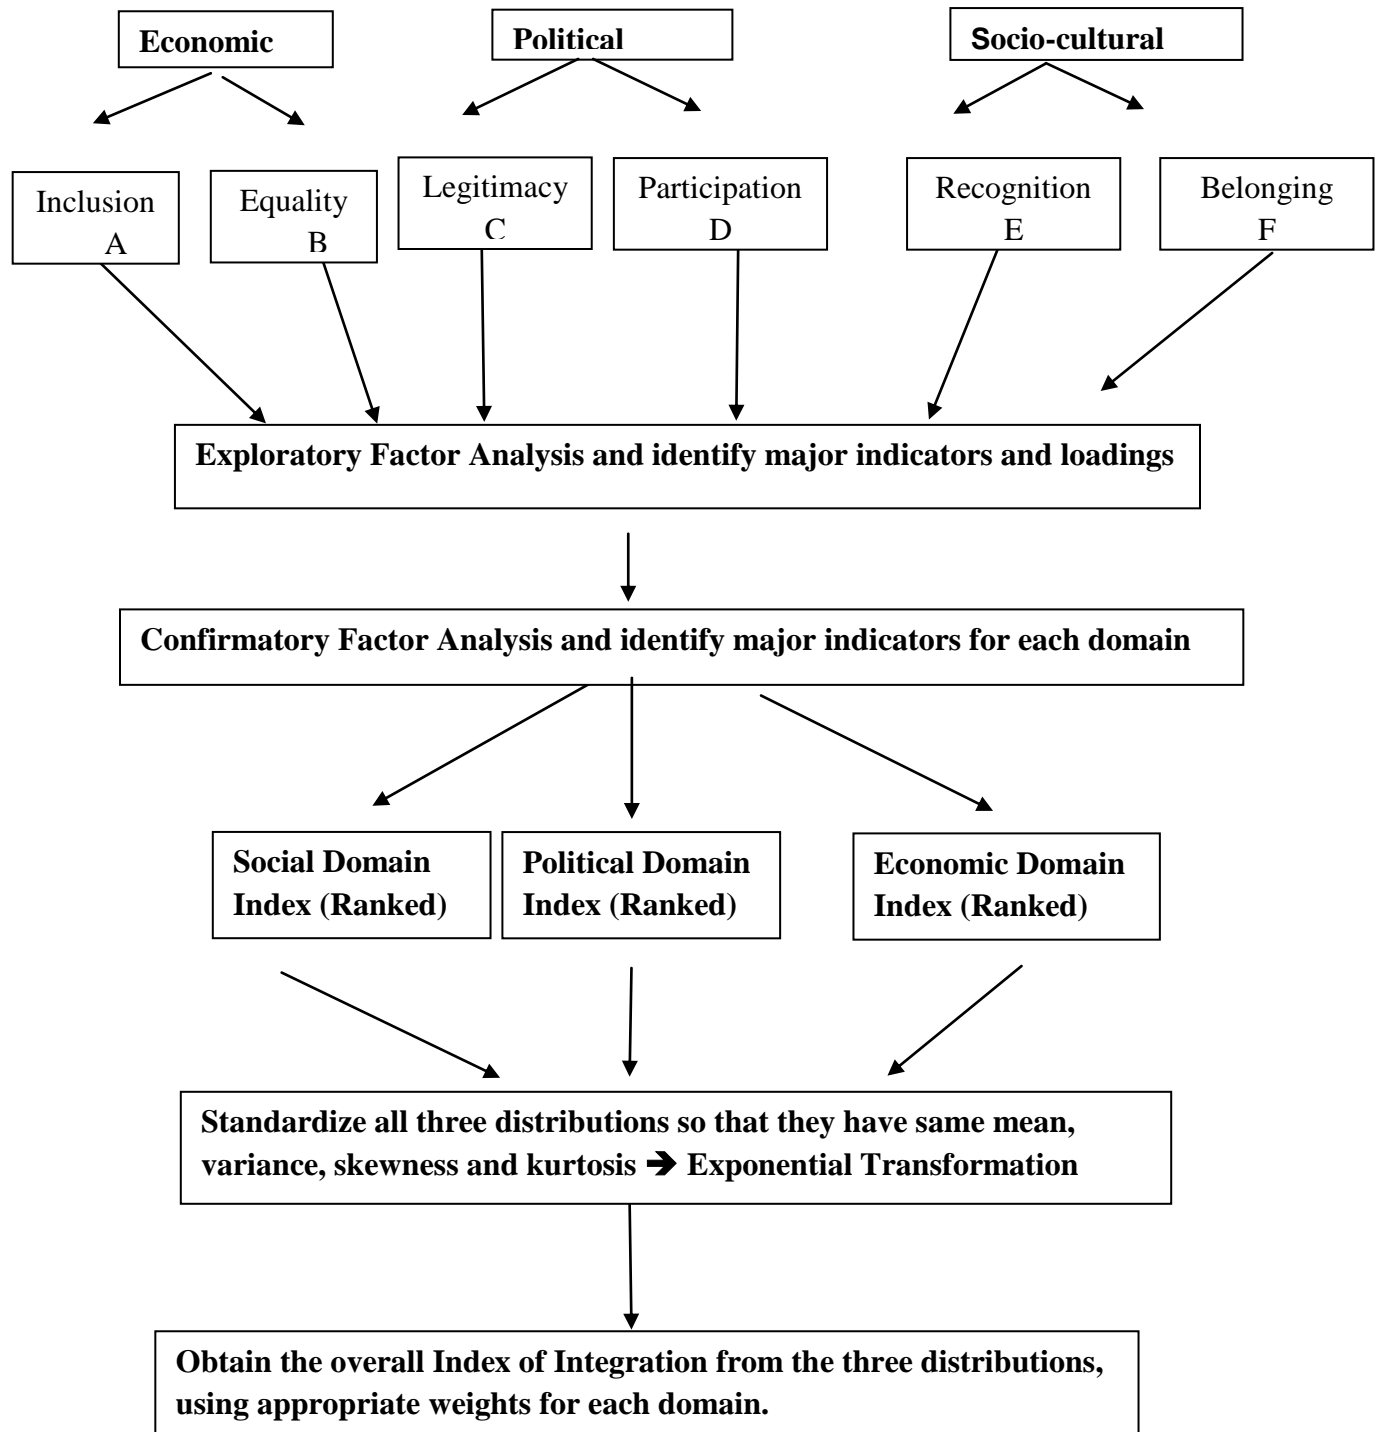 Economic
Political
Socio-cultural
Inclusion
A
Equality
B
Legitimacy
C
Participation
D
Recognition
E
Belonging
F
Exploratory Factor Analysis and identify major indicators and loadings
Confirmatory Factor Analysis and identify major indicators for each domain
Social Domain
Index (Ranked)
Political Domain
Index (Ranked)
Economic Domain
Index (Ranked)
Standardize all three distributions so that they have same mean,
variance, skewness and kurtosis ➔ Exponential Transformation
Obtain the overall Index of Integration from the three distributions,
using appropriate weights for each domain.